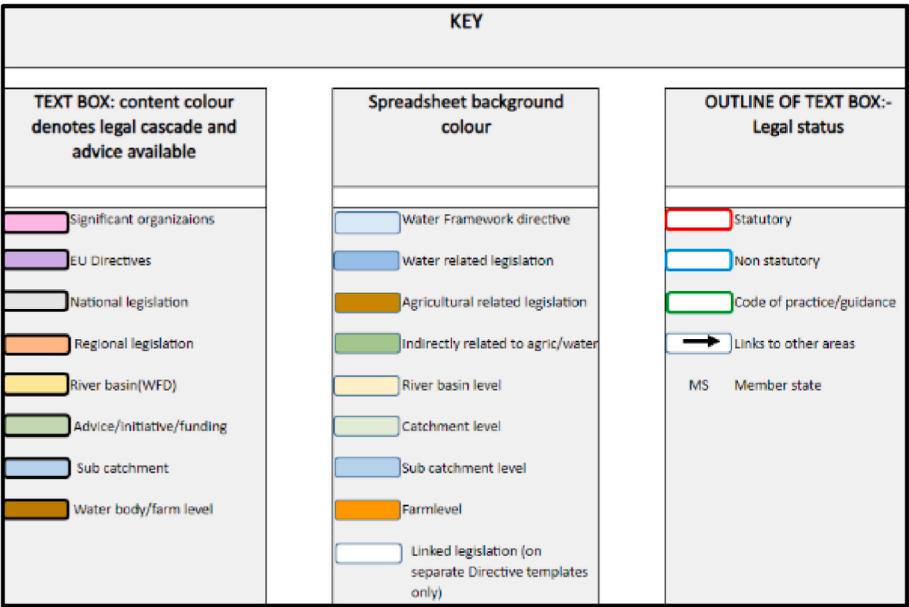 KEY
TEXT BOX: content colour
denotes legal cascade and
advice available
Significant organizaions
EU Directives
National legislation
Regional legislation
River basin(WFD)
Advice/initiative/funding
Sub catchment
Water body/farm level
Spreadsheet background
colour
Water Framework directive
Water related legislation
Agricultural related legislation
Indirectly related to agric/water
River basin level
Catchment level
Sub catchment level
Farmlevel
Linked legislation (on
separate Directive templates
only)
OUTLINE OF TEXT BOX:-
Legal status
Statutory
Non statutory
Code of practice/guidance
Links to other areas
MS Member state